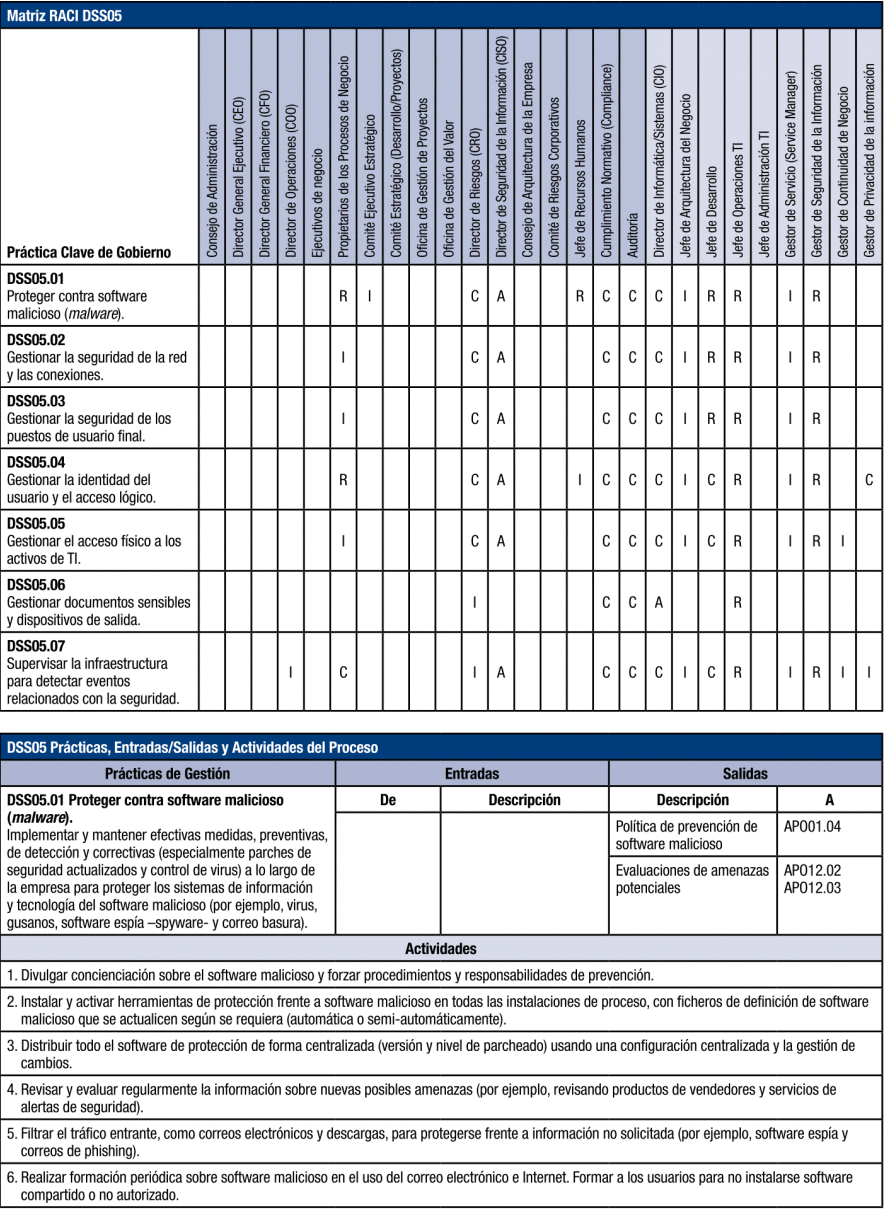 Matriz RACI DSS05
Práctica Clave de Gobierno
Consejo de Administración
Director General Ejecutivo (CEO)
Director General Financiero (CFO)
Director de Operaciones (COO)
Ejecutivos de negocio
Propietarios de los Procesos de Negocio
Comité Ejecutivo Estratégico
Comité Estratégico (Desarrollo/Proyectos)
Oficina de Gestión de Proyectos
Oficina de Gestión del Valor
Director de Riesgos (CRO)
Director de Seguridad de la Información (CISO)
Consejo de Arquitectura de la Empresa
Comité de Riesgos Corporativos
Jefe de Recursos Humanos
Cumplimiento Normativo (Compliance)
Auditoría
Director de Informática/Sistemas (CIO)
Jefe de Arquitectura del Negocio
Jefe de Desarrollo
Jefe de Operaciones TI
Jefe de Administración TI
Gestor de Servicio (Service Manager)
Gestor de Seguridad de la Información
Gestor de Continuidad de Negocio
Gestor de Privacidad de la información
DSS05.01
Proteger contra software
malicioso (malware).
R I C A R C C C I R R I R
DSS05.02
Gestionar la seguridad de la red
y las conexiones.
I C A C C C I R R I R
DSS05.03
Gestionar la seguridad de los
puestos de usuario final.
I C A C C C I R R I R
DSS05.04
Gestionar la identidad del
usuario y el acceso lógico.
R C A I C C C I C R I R C
DSS05.05
Gestionar el acceso físico a los
activos de TI.
I C A C C C I C R I R I
DSS05.06
Gestionar documentos sensibles
y dispositivos de salida.
I C C A R
DSS05.07
Supervisar la infraestructura
para detectar eventos
relacionados con la seguridad.
I C I A C C C I C R I R I I
DSS05 Prácticas, Entradas/Salidas y Actividades del Proceso
Prácticas de Gestión Entradas Salidas
DSS05.01 Proteger contra software malicioso
(malware).
Implementar y mantener efectivas medidas, preventivas,
de detección y correctivas (especialmente parches de
seguridad actualizados y control de virus) a lo largo de
la empresa para proteger los sistemas de información
y tecnología del software malicioso (por ejemplo, virus,
gusanos, software espía –spyware- y correo basura).
De Descripción Descripción A
Política de prevención de
software malicioso
APO01.04
Evaluaciones de amenazas
potenciales
APO12.02
APO12.03
Actividades
1. Divulgar concienciación sobre el software malicioso y forzar procedimientos y responsabilidades de prevención.
2. Instalar y activar herramientas de protección frente a software malicioso en todas las instalaciones de proceso, con ficheros de definición de software
malicioso que se actualicen según se requiera (automática o semi-automáticamente).
3. Distribuir todo el software de protección de forma centralizada (versión y nivel de parcheado) usando una configuración centralizada y la gestión de
cambios.
4. Revisar y evaluar regularmente la información sobre nuevas posibles amenazas (por ejemplo, revisando productos de vendedores y servicios de
alertas de seguridad).
5. Filtrar el tráfico entrante, como correos electrónicos y descargas, para protegerse frente a información no solicitada (por ejemplo, software espía y
correos de phishing).
6. Realizar formación periódica sobre software malicioso en el uso del correo electrónico e Internet. Formar a los usuarios para no instalarse software
compartido o no autorizado.